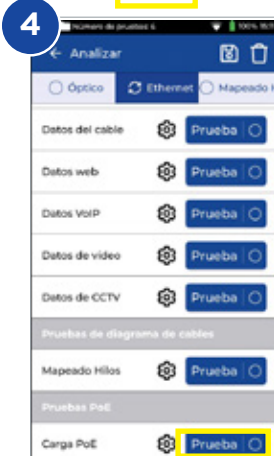 4
Número de pruebas 6 100%
Analizar
Óptico Ethernet Mapeado H
Datos del cable Prueba
Datos web Prueba
Datos VoIP Prueba
Datos de vídeo Prueba
Datos de CCTV Prueba
Pruebas de diagrama de cables
Mapeado Hilos Prueba
Pruebas PoE
Carga PoE Prueba